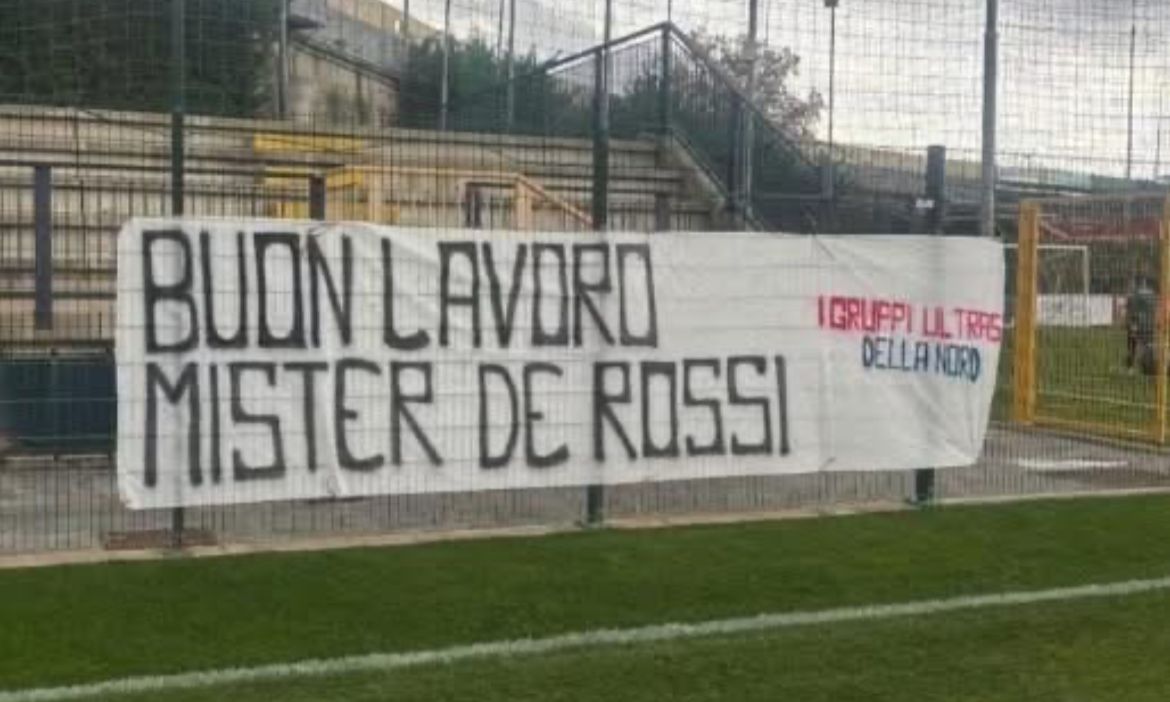 BUON LAVORO
MISTER DE ROSSI
I GRUPPI ULTRAS
DELLA NORD